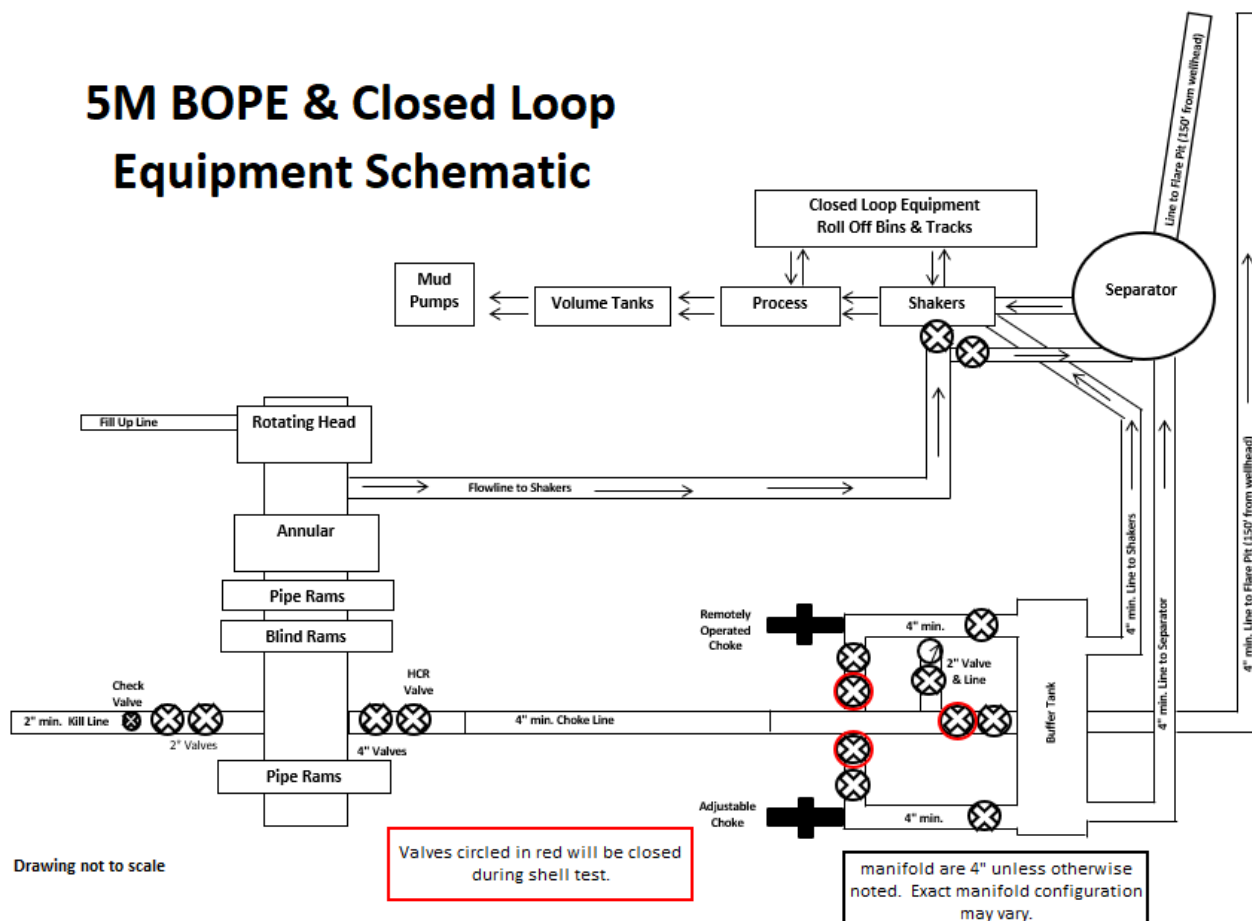 5M BOPE & Closed Loop
Equipment Schematic
Line to Flare Pit (150' from wellhead)
Closed Loop Equipment
Roll Off Bins & Tracks
Mud
Pumps
Volume Tanks
Process
Shakers
Separator
Fill Up Line
Rotating Head
Flowline to Shakers
Annular
Pipe Rams
Blind Rams
Check
Valve
2" min. Kill Line
2" Valves
HCR
Valve
4" Valves
4" min. Choke Line
Pipe Rams
Remotely
Operated
Choke
4" min.
2" Valve
& Line
Buffer Tank
Adjustable
Choke
4" min.
4" min. Line to Shakers
4" min. Line to Separator
4" min. Line to Flare Pit (150' from wellhead)
Drawing not to scale
Valves circled in red will be closed
during shell test.
manifold are 4" unless otherwise
noted. Exact manifold configuration
may vary.